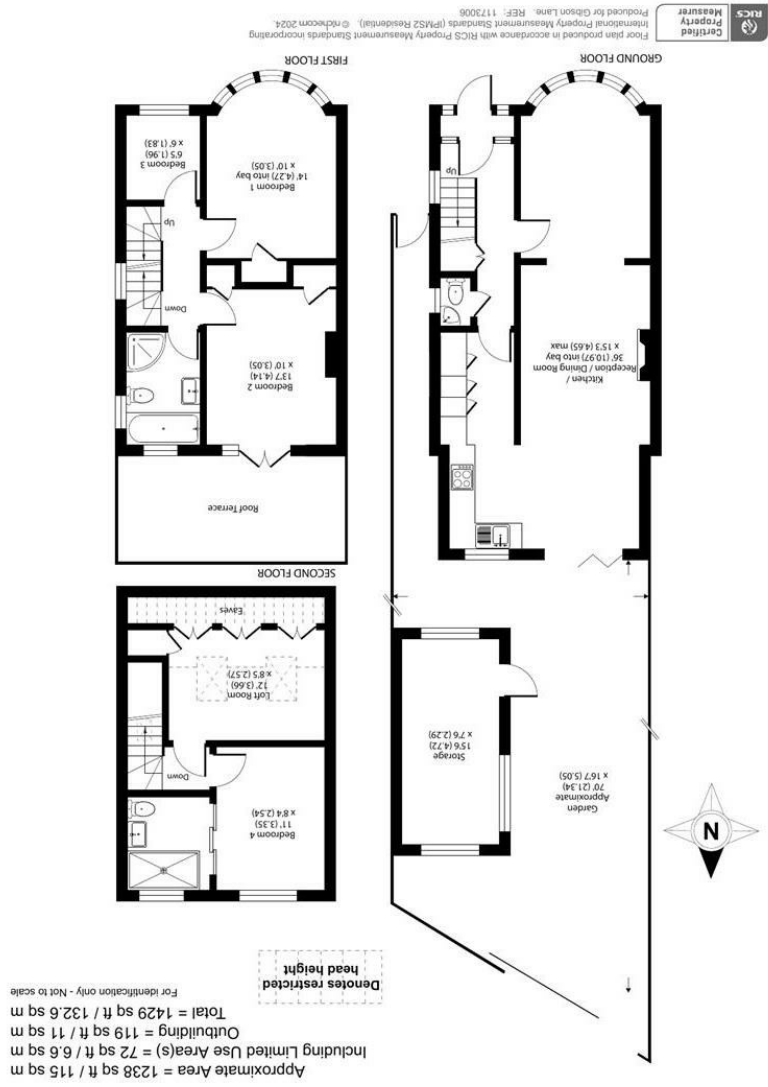 Approximate Area = 1238 sq ft / 115 sq m
Including Limited Use Area(s) = 72 sq ft / 6.6 sq m
Outbuilding = 119 sq ft / 11 sq m
Total = 1429 sq ft / 132.6 sq m
For identification only - Not to scale
Denotes restricted
head height
N
Garden
70' (21.34)
Approximate
x 16'7 (5.05)
Storage
15'6 (4.72)
x 7'6 (2.29)
Bedroom 4
11' (3.35)
x 8'4 (2.54)
Down
Loft Room
12' (3.66)
x 8'5 (2.57)
Eaves
SECOND FLOOR
Kitchen /
Reception / Dining Room
36' (10.97) into bay
x 15'3 (4.65) max
Up
GROUND FLOOR
Roof Terrace
Bedroom 2
13'7 (4.14)
x 10' (3.05)
Down
Up
Bedroom 1
14' (4.27) into bay
x 10' (3.05)
Bedroom 3
6'5 (1.96)
x 6' (1.83)
FIRST FLOOR
RICS
Certified
Property
Measurer
Floor plan produced in accordance with RICS Property Measurement Standards incorporating
International Property Measurement Standards (IPMS2 Residential). © nichecom 2024.
Produced for Gibson Lane. REF: 1173006